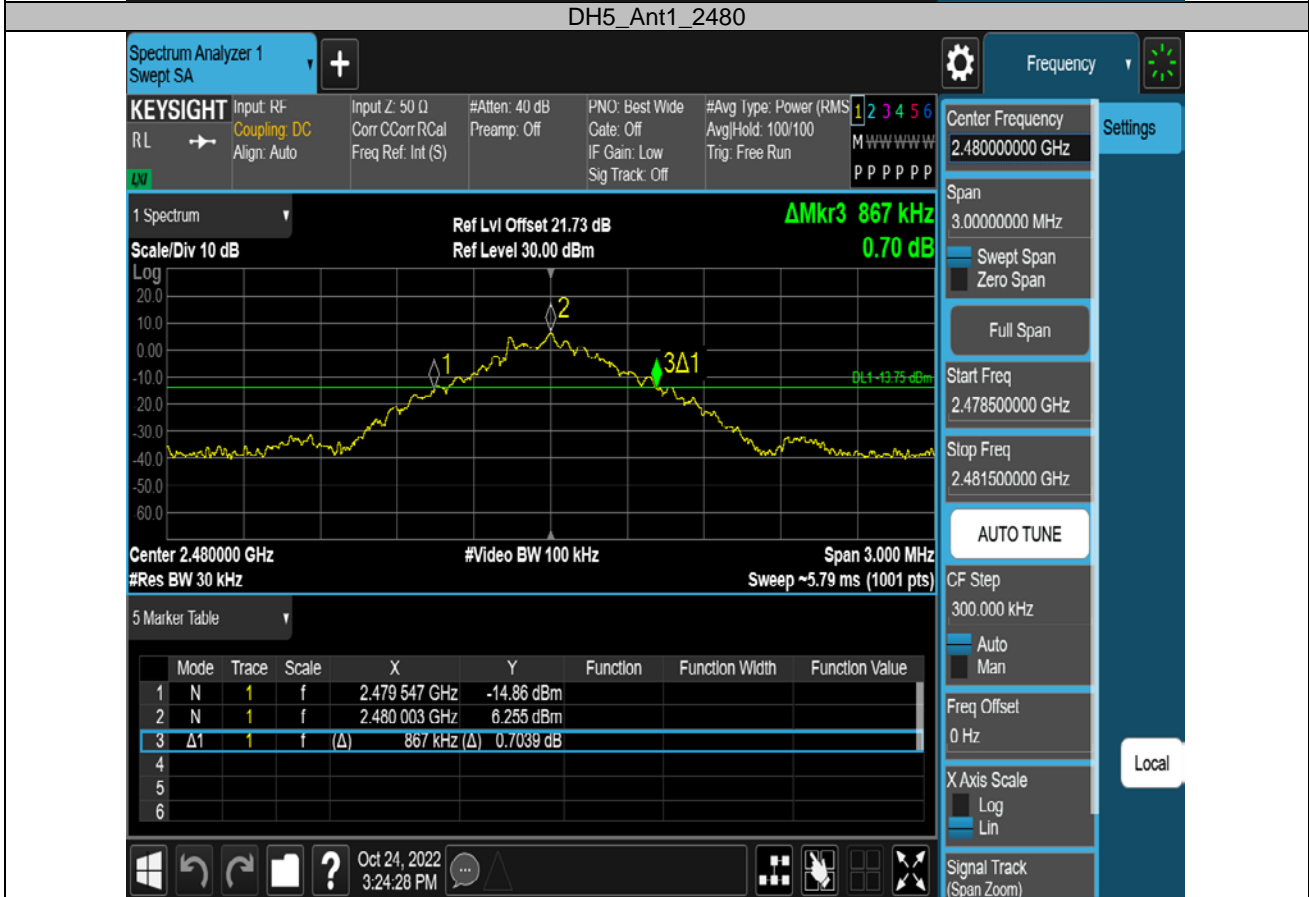 DH5_Ant1_2480
Spectrum Analyzer 1
Swept SA
+
Frequency
KEYSIGHT
RL
LXI
Input: RF
Coupling: DC
Align: Auto
Input Z: 50 Ω
Corr CCorr RCal
Freq Ref: Int (S)
#Atten: 40 dB
Preamp: Off
PNO: Best Wide
Gate: Off
IF Gain: Low
Sig Track: Off
#Avg Type: Power (RMS
Avg|Hold: 100/100
Trig: Free Run
1 2 3 4 5 6
M W W W W W
P P P P P P
1 Spectrum
Scale/Div 10 dB
Ref Lvl Offset 21.73 dB
Ref Level 30.00 dBm
ΔMkr3 867 kHz
0.70 dB
Log
20.0
10.0
0.00
-10.0
-20.0
-30.0
-40.0
-50.0
-60.0
1
2
3Δ1
DL1 -13.75 dBm
Center 2.480000 GHz
#Video BW 100 kHz
Span 3.000 MHz
#Res BW 30 kHz
Sweep ~5.79 ms (1001 pts)
5 Marker Table
Mode Trace Scale X Y Function Function Width Function Value
1 N 1 f 2.479 547 GHz -14.86 dBm
2 N 1 f 2.480 003 GHz 6.255 dBm
3 Δ1 1 f (Δ) 867 kHz (Δ) 0.7039 dB
4
5
6
?
Oct 24, 2022
3:24:28 PM
Center Frequency
2.480000000 GHz
Settings
Span
3.00000000 MHz
Swept Span
Zero Span
Full Span
Start Freq
2.478500000 GHz
Stop Freq
2.481500000 GHz
AUTO TUNE
CF Step
300.000 kHz
Auto
Man
Freq Offset
0 Hz
Local
X Axis Scale
Log
Lin
Signal Track
(Span Zoom)